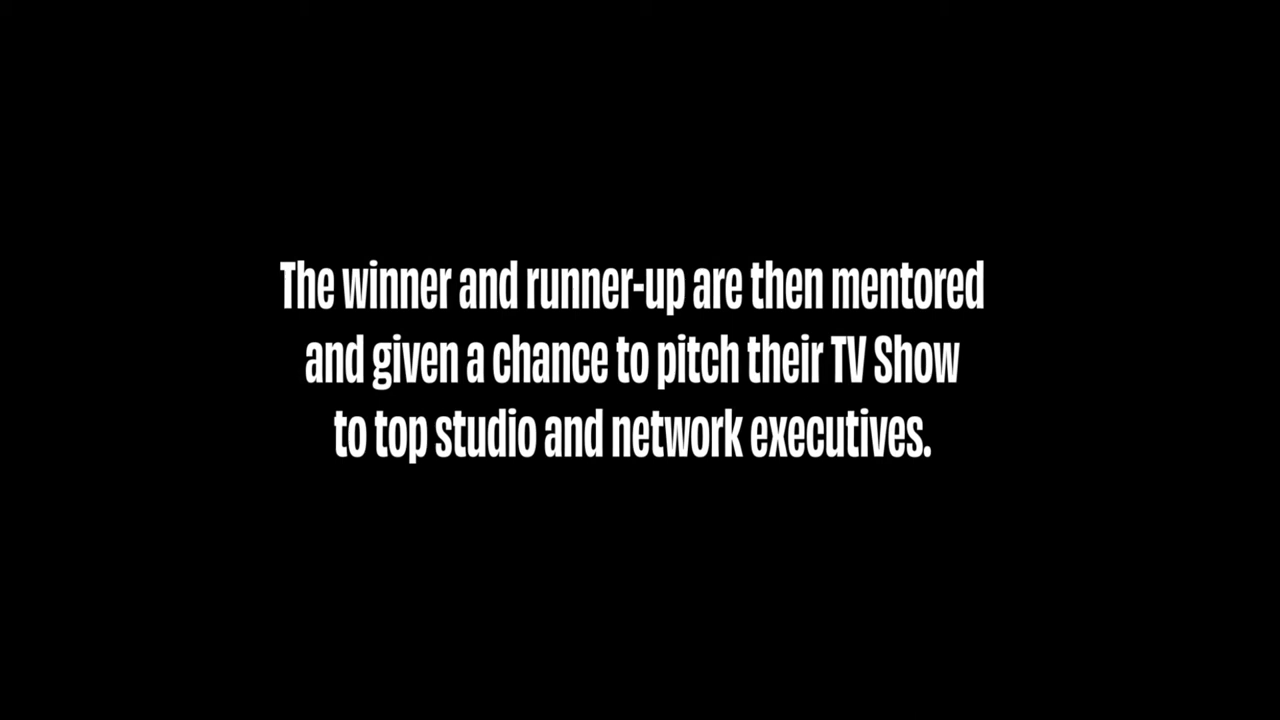 The winner and runner-up are then mentored
and given a chance to pitch their TV Show
to top studio and network executives.